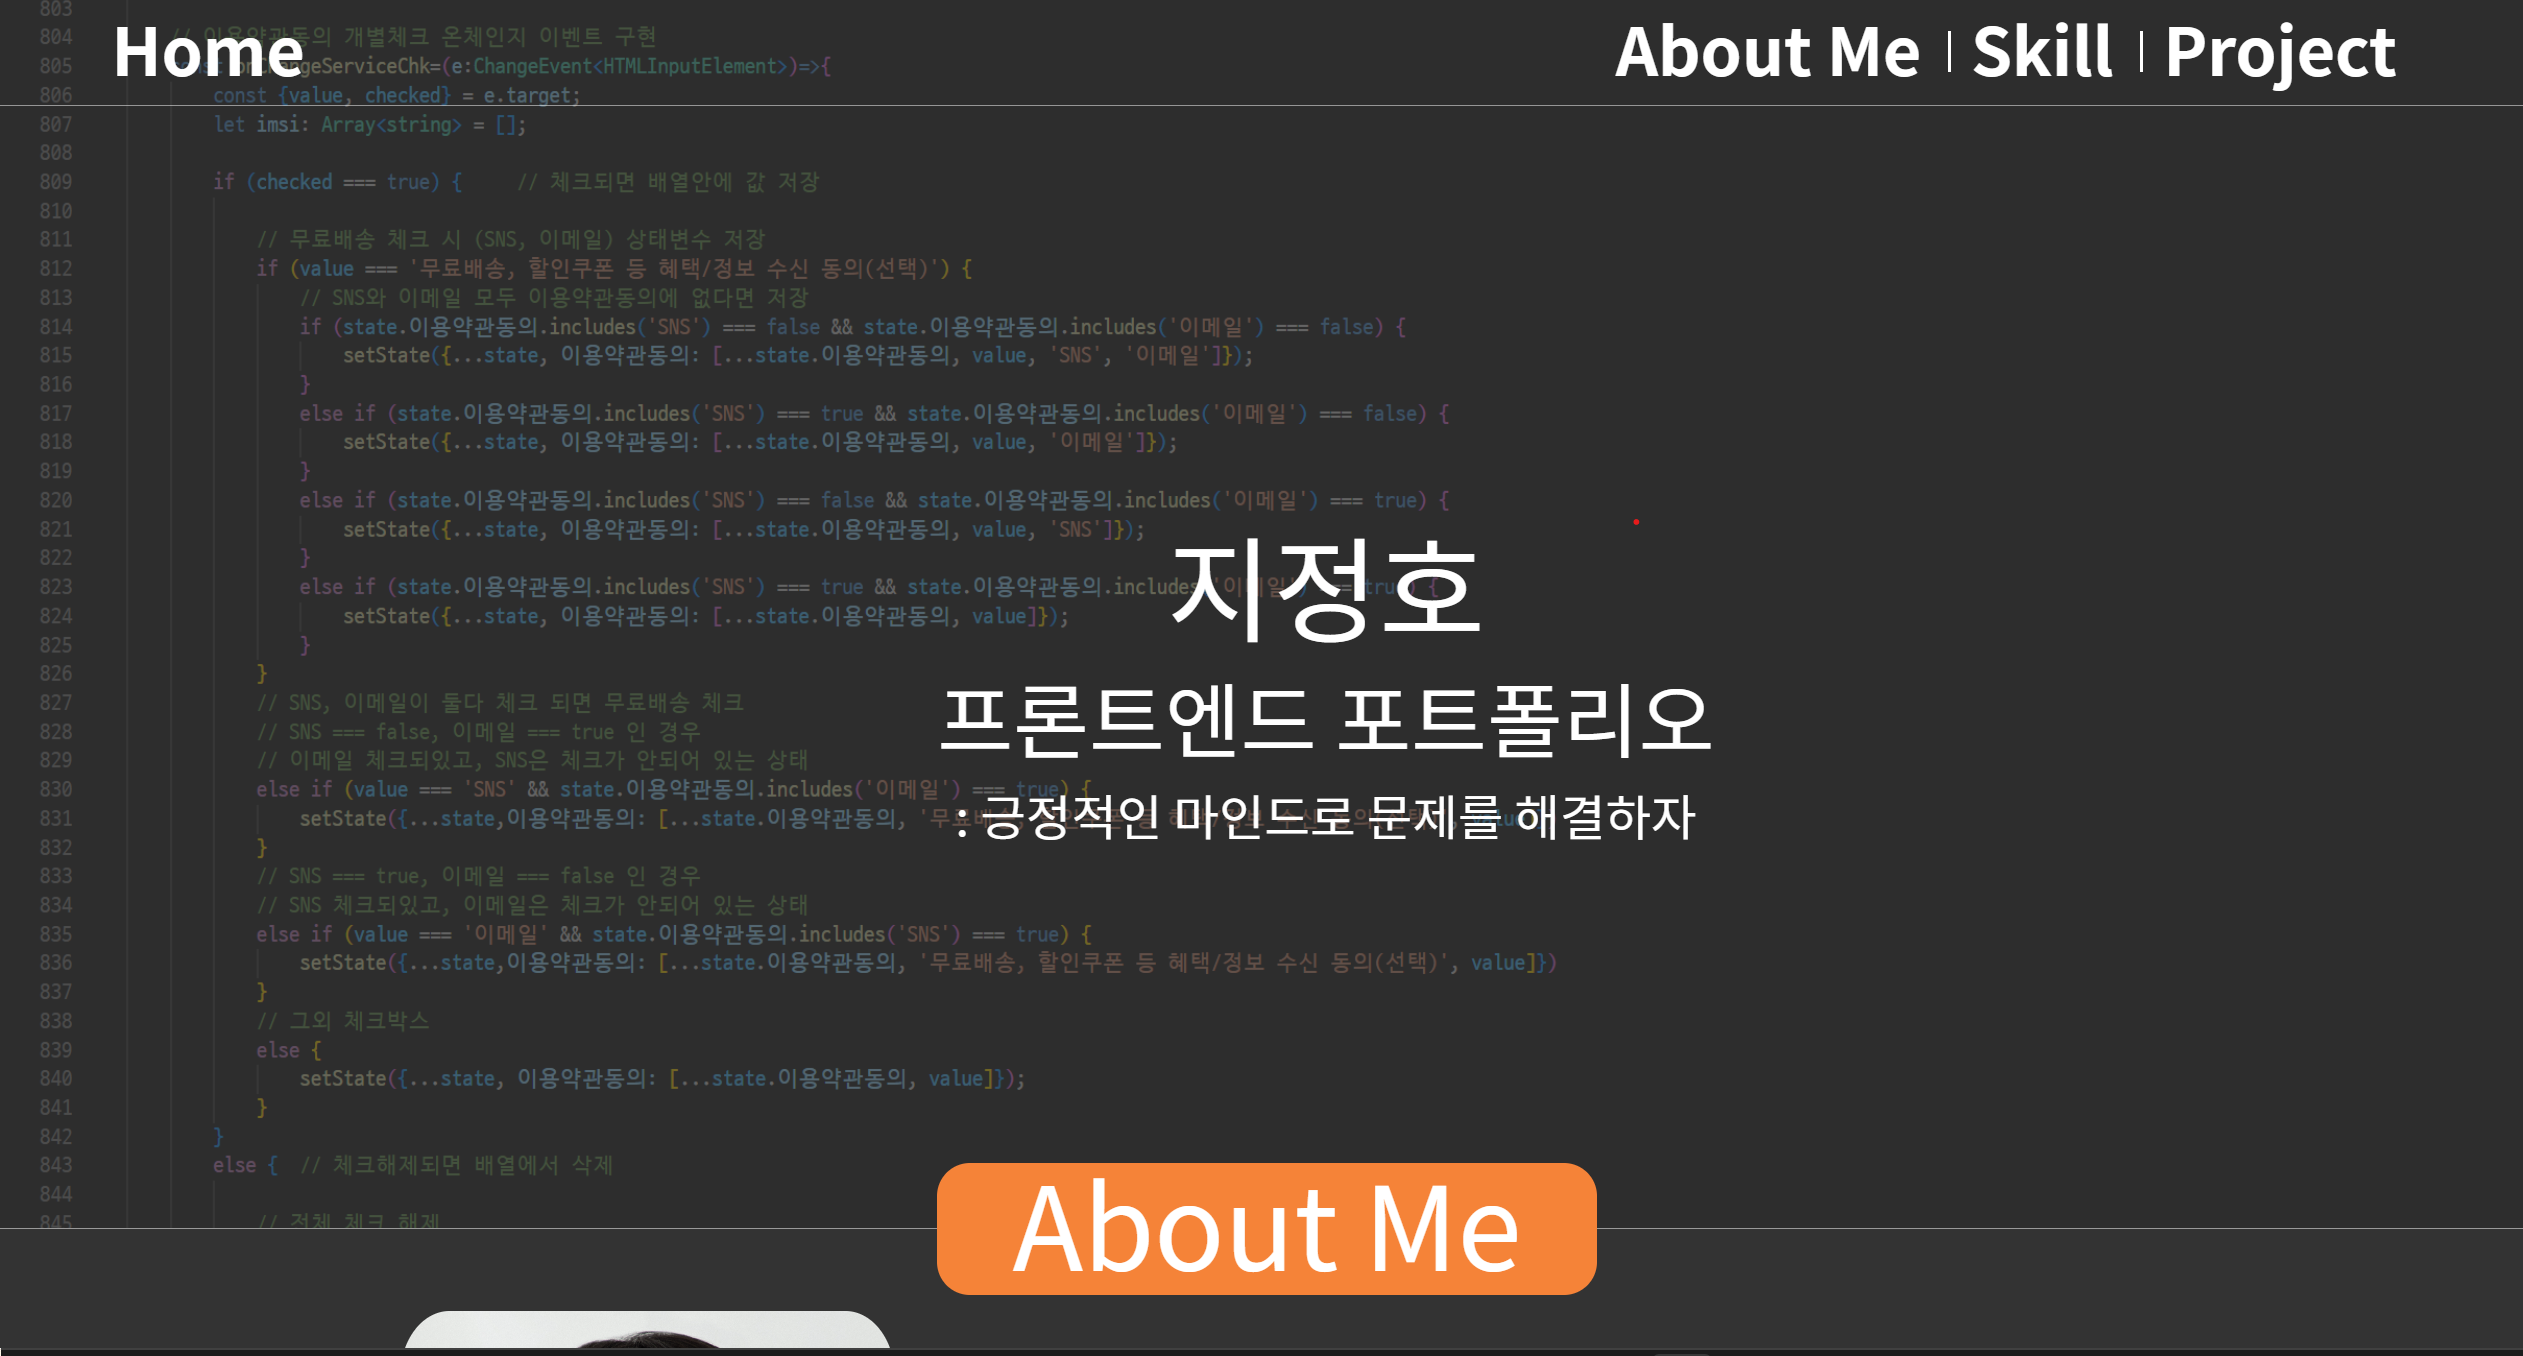 Home
About Me | Skill | Project
803
804 // 이용약관동의 개별체크 온체인지 이벤트 구현
805 const onChangeServiceChk=(e:ChangeEvent<HTMLInputElement>)=>{
806 const {value, checked} = e.target;
807 let imsi: Array<string> = [];
808
809 if (checked === true) { // 체크되면 배열안에 값 저장
810
811 // 무료배송 체크 시 (SNS, 이메일) 상태변수 저장
812 if (value === '무료배송, 할인쿠폰 등 혜택/정보 수신 동의(선택)') {
813 // SNS와 이메일 모두 이용약관동의에 없다면 저장
814 if (state.이용약관동의.includes('SNS') === false && state.이용약관동의.includes('이메일') === false) {
815 setState({...state, 이용약관동의: [...state.이용약관동의, value, 'SNS', '이메일']});
816 }
817 else if (state.이용약관동의.includes('SNS') === true && state.이용약관동의.includes('이메일') === false) {
818 setState({...state, 이용약관동의: [...state.이용약관동의, value, '이메일']});
819 }
820 else if (state.이용약관동의.includes('SNS') === false && state.이용약관동의.includes('이메일') === true) {
821 setState({...state, 이용약관동의: [...state.이용약관동의, value, 'SNS']});
822 }
823 else if (state.이용약관동의.includes('SNS') === true && state.이용약관동의.includes('이메일') === true) {
824 setState({...state, 이용약관동의: [...state.이용약관동의, value]});
825 }
826 }
827 // SNS, 이메일이 둘다 체크 되면 무료배송 체크
828 // SNS === false, 이메일 === true 인 경우
829 // 이메일 체크되있고, SNS은 체크가 안되어 있는 상태
830 else if (value === 'SNS' && state.이용약관동의.includes('이메일') === true) {
831 setState({...state,이용약관동의: [...state.이용약관동의, '무료배송, 할인쿠폰 등 혜택/정보 수신 동의(선택)', value
832 }
833 // SNS === true, 이메일 === false 인 경우
834 // SNS 체크되있고, 이메일은 체크가 안되어 있는 상태
835 else if (value === '이메일' && state.이용약관동의.includes('SNS') === true) {
836 setState({...state,이용약관동의: [...state.이용약관동의, '무료배송, 할인쿠폰 등 혜택/정보 수신 동의(선택)', value]})
837 }
838 // 그외 체크박스
839 else {
840 setState({...state, 이용약관동의: [...state.이용약관동의, value]});
841 }
842 }
843 else { // 체크해제되면 배열에서 삭제
844
845 // 전체 체크 해제
지정호
프론트엔드 포트폴리오
: 긍정적인 마인드로 문제를 해결하자
About Me